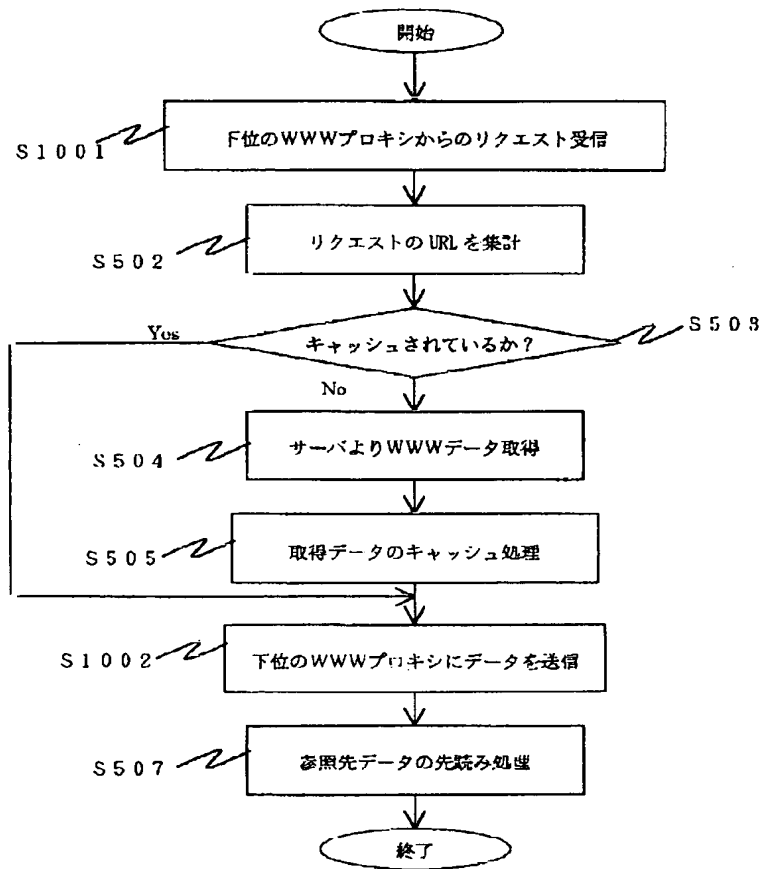 開始
S1001
下位のWWWプロキシからのリクエスト受信
S502
リクエストの URL を集計
Yes
キャッシュされているか？
S503
No
S504
サーバよりWWWデータ取得
S505
取得データのキャッシュ処理
S1002
下位のWWWプロキシにデータを送信
S507
参照先データの先読み処理
終了